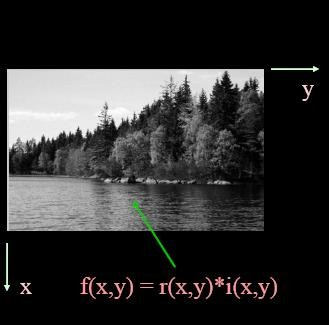 y
x f(x,y) = r(x,y)*i(x,y)